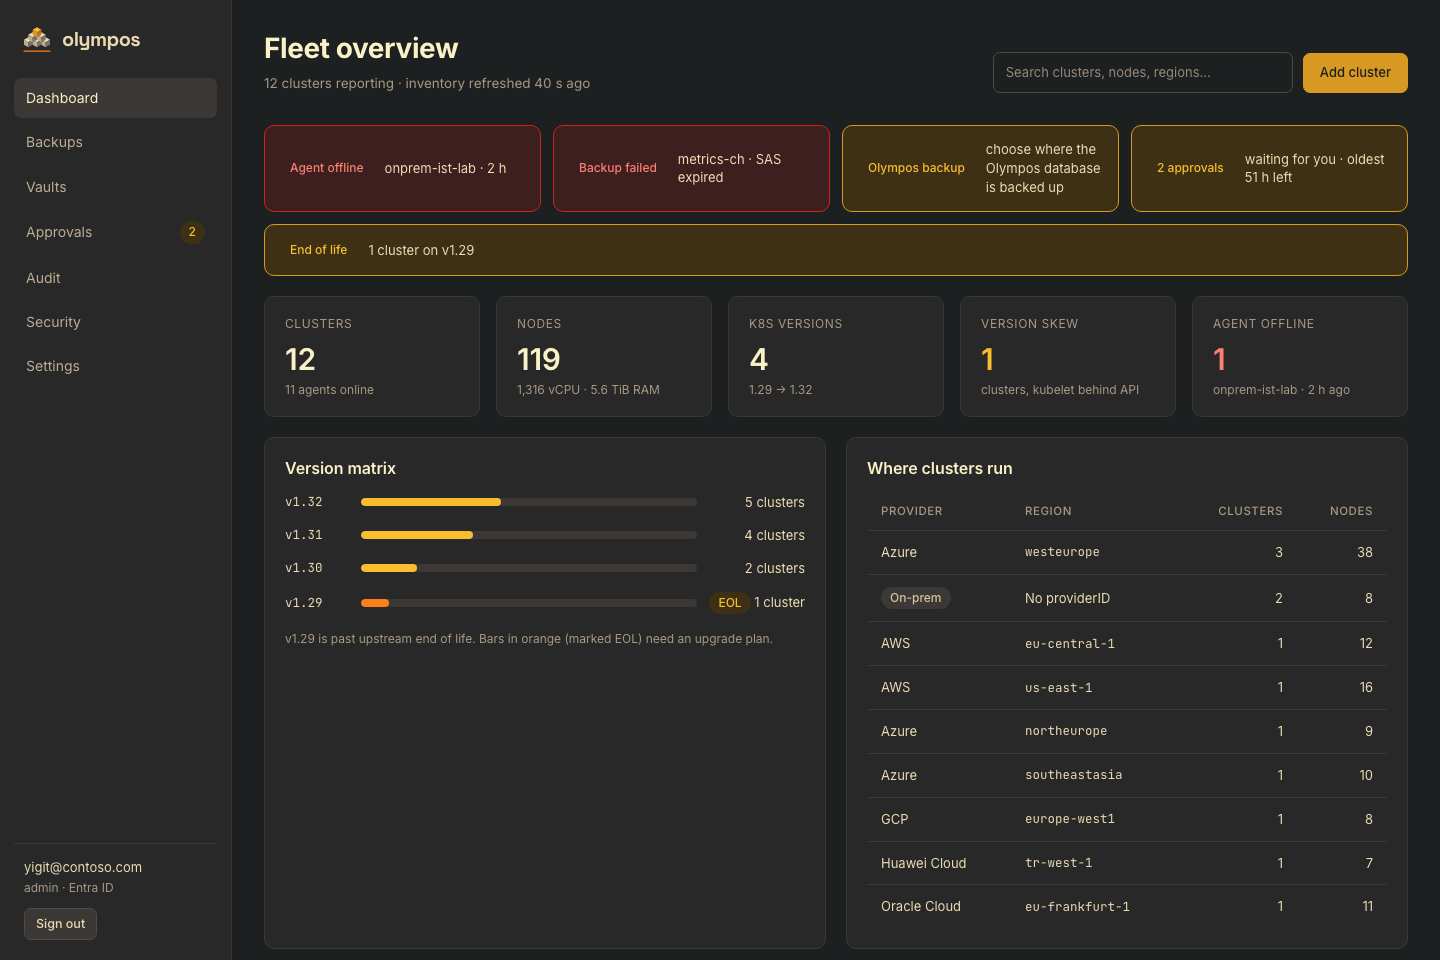 olympos
Dashboard
Backups
Vaults
Approvals 2
Audit
Security
Settings
yigit@contoso.com
admin · Entra ID
Sign out
Fleet overview
12 clusters reporting · inventory refreshed 40 s ago
Search clusters, nodes, regions...
Add cluster
Agent offline onprem-ist-lab · 2 h
Backup failed metrics-ch · SAS
expired
Olympos backup choose where the
Olympos database
is backed up
2 approvals waiting for you · oldest
51 h left
End of life 1 cluster on v1.29
CLUSTERS
12
11 agents online
NODES
119
1,316 vCPU · 5.6 TiB RAM
K8S VERSIONS
4
1.29 → 1.32
VERSION SKEW
1
clusters, kubelet behind API
AGENT OFFLINE
1
onprem-ist-lab · 2 h ago
Version matrix
v1.32 5 clusters
v1.31 4 clusters
v1.30 2 clusters
v1.29 EOL 1 cluster
v1.29 is past upstream end of life. Bars in orange (marked EOL) need an upgrade plan.
Where clusters run
PROVIDER REGION CLUSTERS NODES
Azure westeurope 3 38
On-prem No providerID 2 8
AWS eu-central-1 1 12
AWS us-east-1 1 16
Azure northeurope 1 9
Azure southeastasia 1 10
GCP europe-west1 1 8
Huawei Cloud tr-west-1 1 7
Oracle Cloud eu-frankfurt-1 1 11